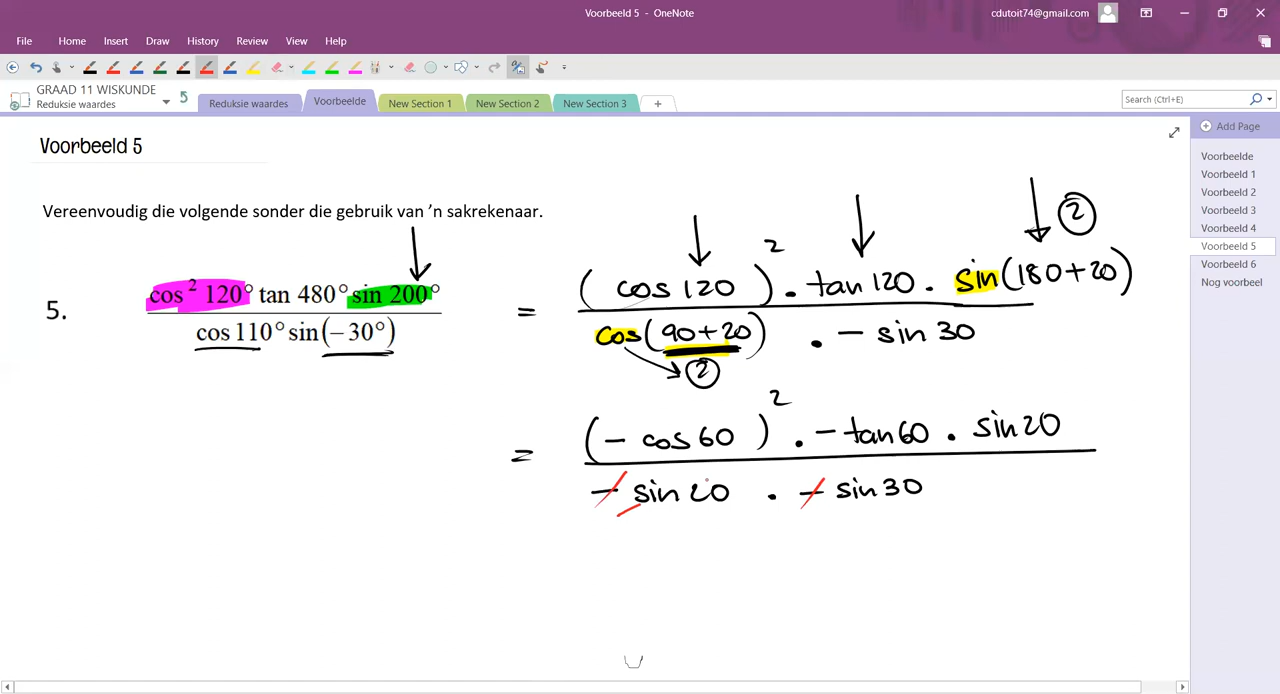 Voorbeeld 5 - OneNote
cdutoit74@gmail.com
File Home Insert Draw History Review View Help
GRAAD 11 WISKUNDE
Reduksie waardes
Reduksie waardes Voorbeelde New Section 1 New Section 2 New Section 3 +
Search (Ctrl+E)
Add Page
Voorbeelde
Voorbeeld 1
Voorbeeld 2
Voorbeeld 3
Voorbeeld 4
Voorbeeld 5
Voorbeeld 6
Nog voorbeel
Voorbeeld 5
Vereenvoudig die volgende sonder die gebruik van 'n sakrekenaar.
5.
cos² 120° tan 480° sin 200°
cos 110° sin(−30°)
= (cos 120)² . tan 120 . sin(180+20) ②
cos(90+20) . − sin 30
②
= (− cos 60)² . − tan 60 . sin 20
− sin 20 . − sin 30